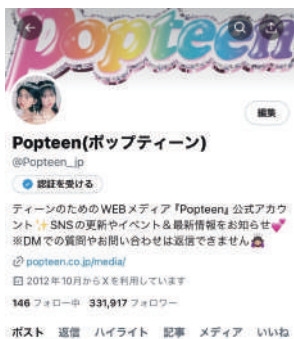 Popteen
編集
Popteen(ポップティーン)
@Popteen_jp
認証を受ける
ティーンのためのWEBメディア『Popteen』公式アカウ
ント✨SNSの更新やイベント＆最新情報をお知らせ💕
※DMでの質問やお問い合わせは返信できません🙇🏻‍♀️
popteen.co.jp/media/
2012年10月からXを利用しています
146 フォロー中 331,917 フォロワー
ポスト 返信 ハイライト 記事 メディア いいね